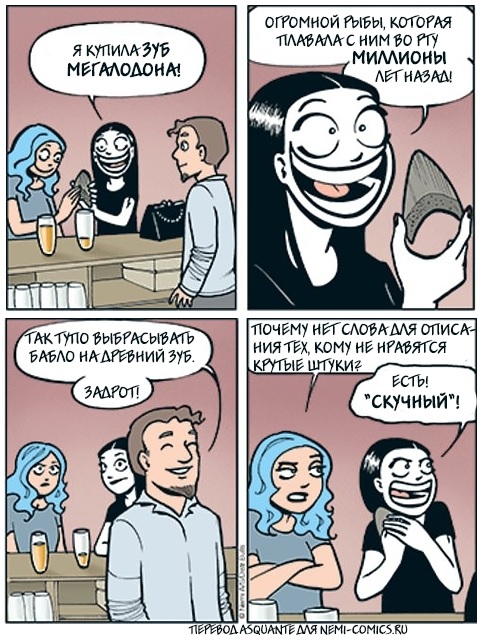 Я КУПИЛА ЗУБ
МЕГАЛОДОНА!
ОГРОМНОЙ РЫБЫ, КОТОРАЯ
ПЛАВАЛА С НИМ ВО РТУ
МИЛЛИОНЫ
ЛЕТ НАЗАД!
ТАК ТУПО ВЫБРАСЫВАТЬ
БАБЛО НА ДРЕВНИЙ ЗУБ.
ЗАДРОТ!
ПОЧЕМУ НЕТ СЛОВА ДЛЯ ОПИСА-
НИЯ ТЕХ, КОМУ НЕ НРАВЯТСЯ
КРУТЫЕ ШТУКИ?
ЕСТЬ!
"СКУЧНЫЙ"!
ПЕРЕВОД ASQUANTE ДЛЯ NEMI-COMICS.RU